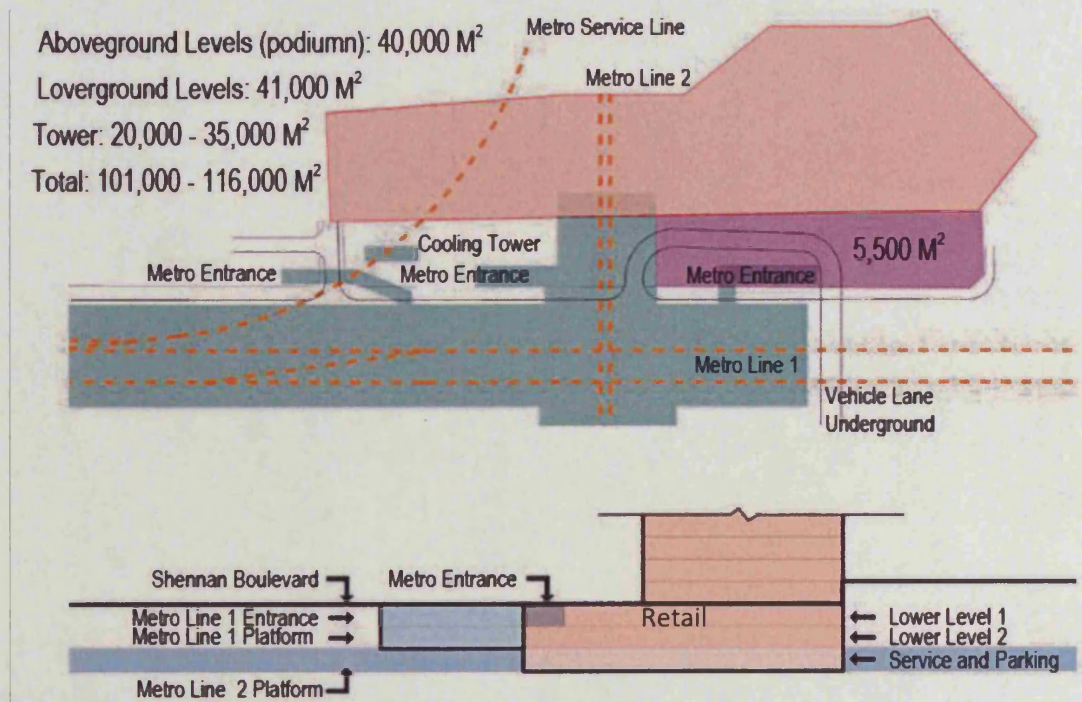 Aboveground Levels (podiumn): 40,000 M²
Loverground Levels: 41,000 M²
Tower: 20,000 - 35,000 M²
Total: 101,000 - 116,000 M²
Metro Service Line
Metro Line 2
Cooling Tower
5,500 M²
Metro Entrance
Metro Entrance
Metro Entrance
Metro Line 1
Vehicle Lane
Underground
Shennan Boulevard
Metro Entrance
Metro Line 1 Entrance
Retail
Lower Level 1
Metro Line 1 Platform
Lower Level 2
Service and Parking
Metro Line 2 Platform